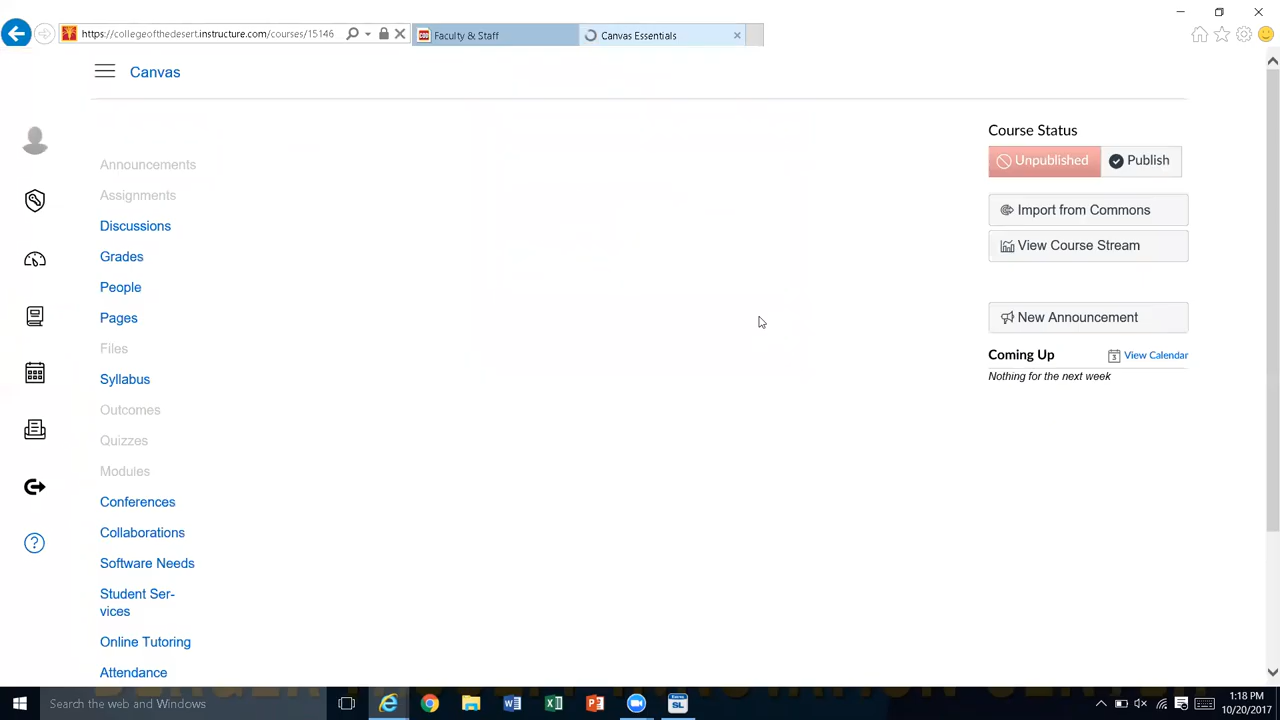 https://collegeofthedesert.instructure.com/courses/15146
Faculty & Staff
Canvas Essentials
Canvas
Announcements
Assignments
Discussions
Grades
People
Pages
Files
Syllabus
Outcomes
Quizzes
Modules
Conferences
Collaborations
Software Needs
Student Ser-
vices
Online Tutoring
Attendance
Course Status
Unpublished
Publish
Import from Commons
View Course Stream
New Announcement
Coming Up
3
View Calendar
Nothing for the next week
?
Search the web and Windows
SL
1:18 PM
10/20/2017